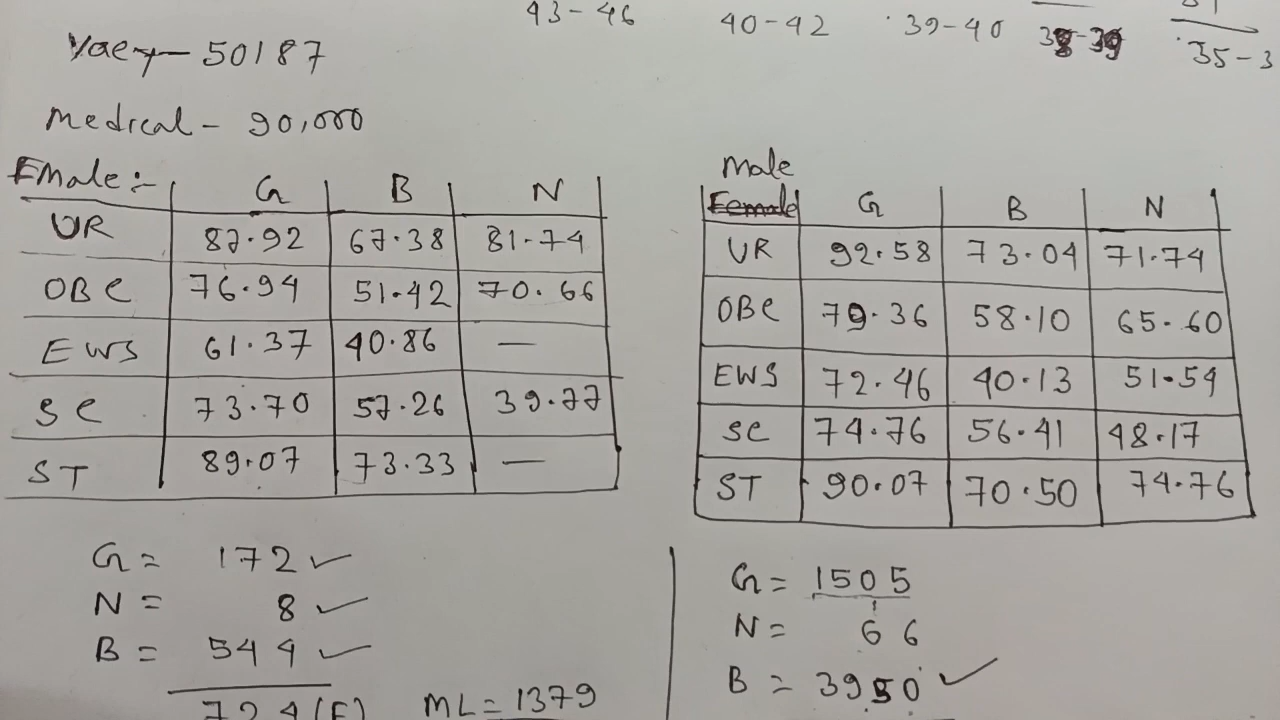 43-46 40-42 39-40
35-3
50187
Medical - 90,000
FMale :-
G B N
UR 87.92 67.38 81.74
OBC 76.94 51.42 70.66
EWS 61.37 40.86 —
SC 73.70 57.26 39.77
ST 89.07 73.33 —
G = 172 ✓
N = 8 ✓
B = 544 ✓
724 (F) ML = 1379
Male
Female G B N
UR 92.58 73.04 71.74
OBC 79.36 58.10 65.60
EWS 72.46 40.13 51.54
SC 74.76 56.41 48.17
ST 90.07 70.50 74.76
G = 1505
N = 66
B = 3950 ✓